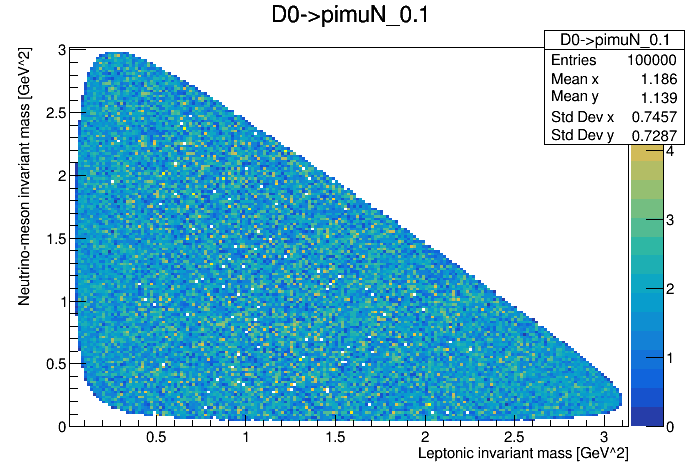 D0->pimuN_0.1
D0->pimuN_0.1
Entries 100000
Mean x 1.186
Mean y 1.139
Std Dev x 0.7457
Std Dev y 0.7287
Neutrino-meson invariant mass [GeV^2]
3
2.5
2
1.5
1
0.5
0
0.5 1 1.5 2 2.5 3
Leptonic invariant mass [GeV^2]
4
3
2
1
0